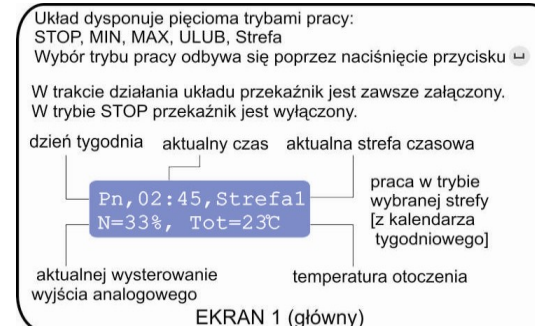 Układ dysponuje pięcioma trybami pracy:
STOP, MIN, MAX, ULUB, Strefa
Wybór trybu pracy odbywa się poprzez naciśnięcie przycisku ⌴
W trakcie działania układu przekaźnik jest zawsze załączony.
W trybie STOP przekaźnik jest wyłączony.
dzień tygodnia aktualny czas aktualna strefa czasowa
Pn,02:45,Strefa1
N=33%, Tot=23℃
praca w trybie
wybranej strefy
[z kalendarza
tygodniowego]
aktualnej wysterowanie
wyjścia analogowego
temperatura otoczenia
EKRAN 1 (główny)